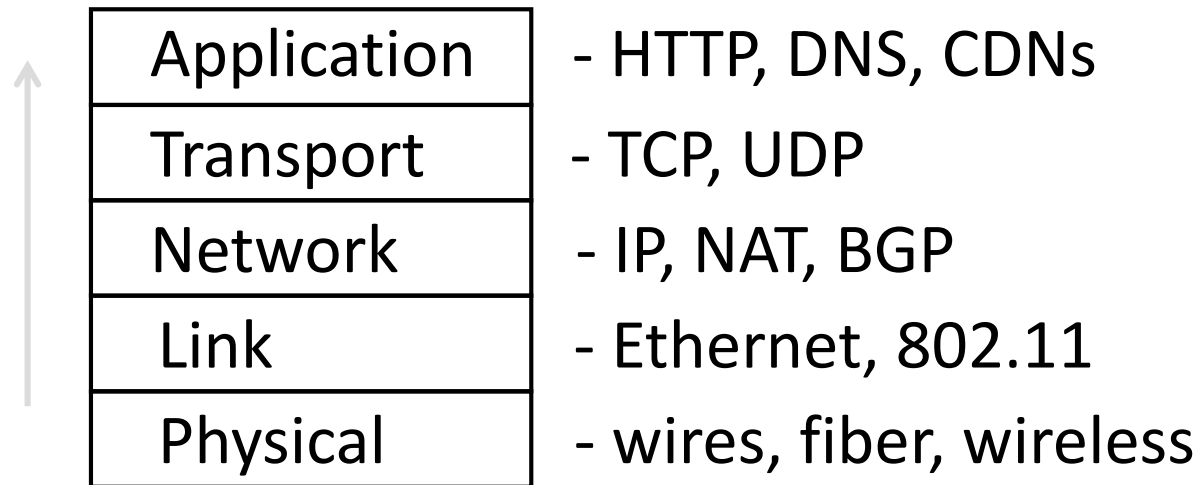 Application - HTTP, DNS, CDNs
Transport - TCP, UDP
Network - IP, NAT, BGP
Link - Ethernet, 802.11
Physical - wires, fiber, wireless